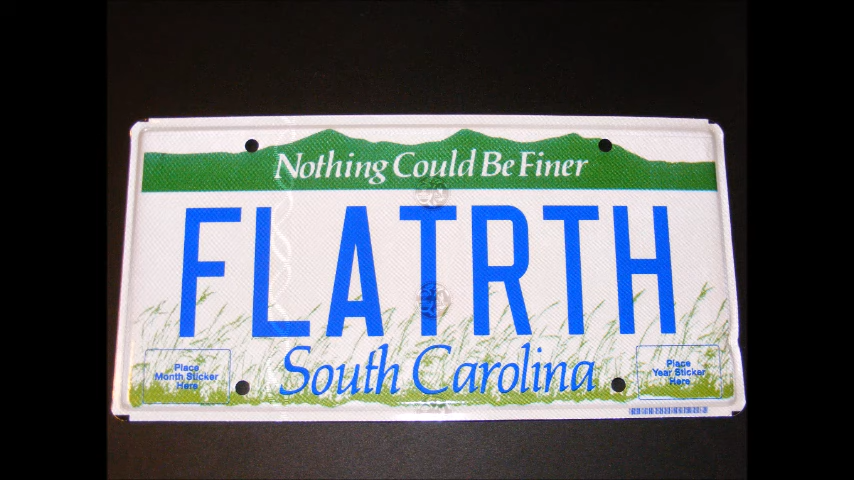 Nothing Could Be Finer
FLATRTH
South Carolina
Place
Month Sticker
Here
Place
Year Sticker
Here